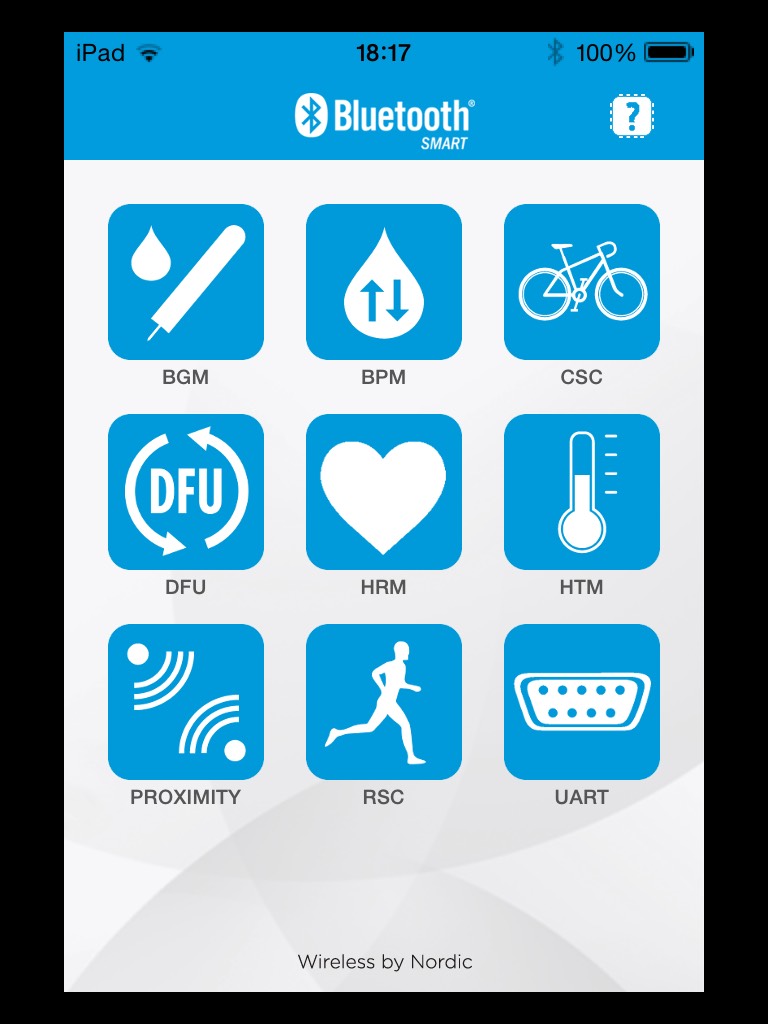 iPad 18:17 100%
Bluetooth®
SMART
?
BGM BPM CSC
DFU
DFU HRM HTM
PROXIMITY RSC UART
Wireless by Nordic